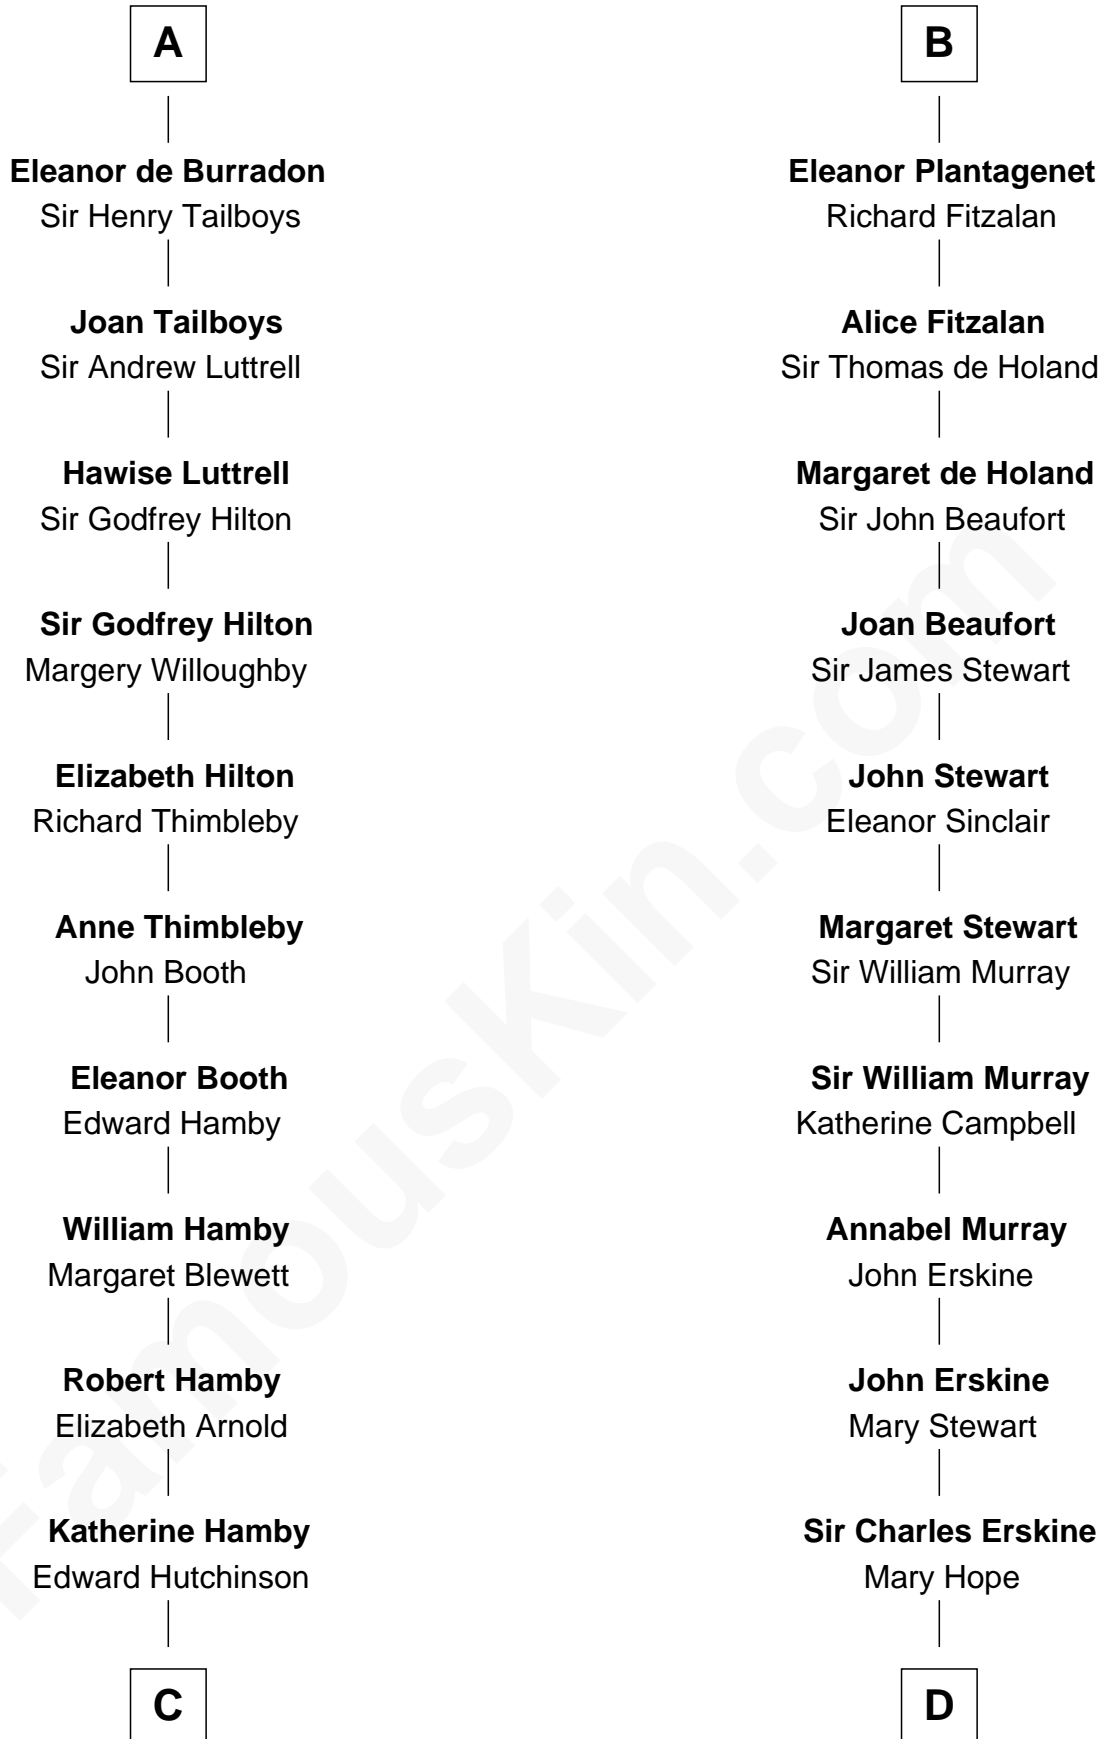 A
Eleanor de Burradon
Sir Henry Tailboys
Joan Tailboys
Sir Andrew Luttrell
Hawise Luttrell
Sir Godfrey Hilton
Sir Godfrey Hilton
Margery Willoughby
Elizabeth Hilton
Richard Thimbleby
Anne Thimbleby
John Booth
Eleanor Booth
Edward Hamby
William Hamby
Margaret Blewett
Robert Hamby
Elizabeth Arnold
Katherine Hamby
Edward Hutchinson
C
B
Eleanor Plantagenet
Richard Fitzalan
Alice Fitzalan
Sir Thomas de Holand
Margaret de Holand
Sir John Beaufort
Joan Beaufort
Sir James Stewart
John Stewart
Eleanor Sinclair
Margaret Stewart
Sir William Murray
Sir William Murray
Katherine Campbell
Annabel Murray
John Erskine
John Erskine
Mary Stewart
Sir Charles Erskine
Mary Hope
D
FamousKin.com